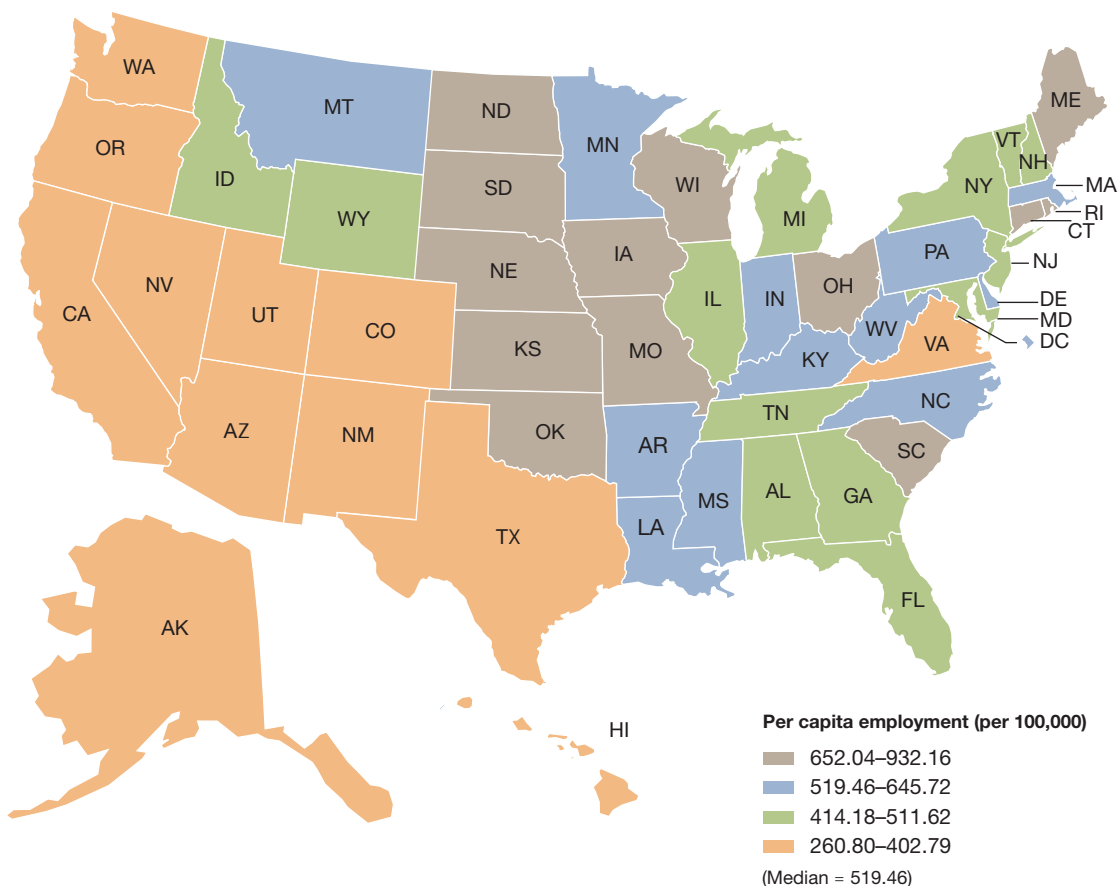 WA
MT
ND
MN
ME
OR
ID
SD
WI
VT
NH
WY
MI
NY
MA
RI
CT
NE
IA
PA
NJ
NV
CA
UT
CO
IL
IN
OH
DE
MD
DC
WV
VA
KS
MO
KY
NC
TN
AZ
NM
OK
AR
SC
MS
AL
GA
TX
LA
FL
AK
HI
Per capita employment (per 100,000)
652.04–932.16
519.46–645.72
414.18–511.62
260.80–402.79
(Median = 519.46)